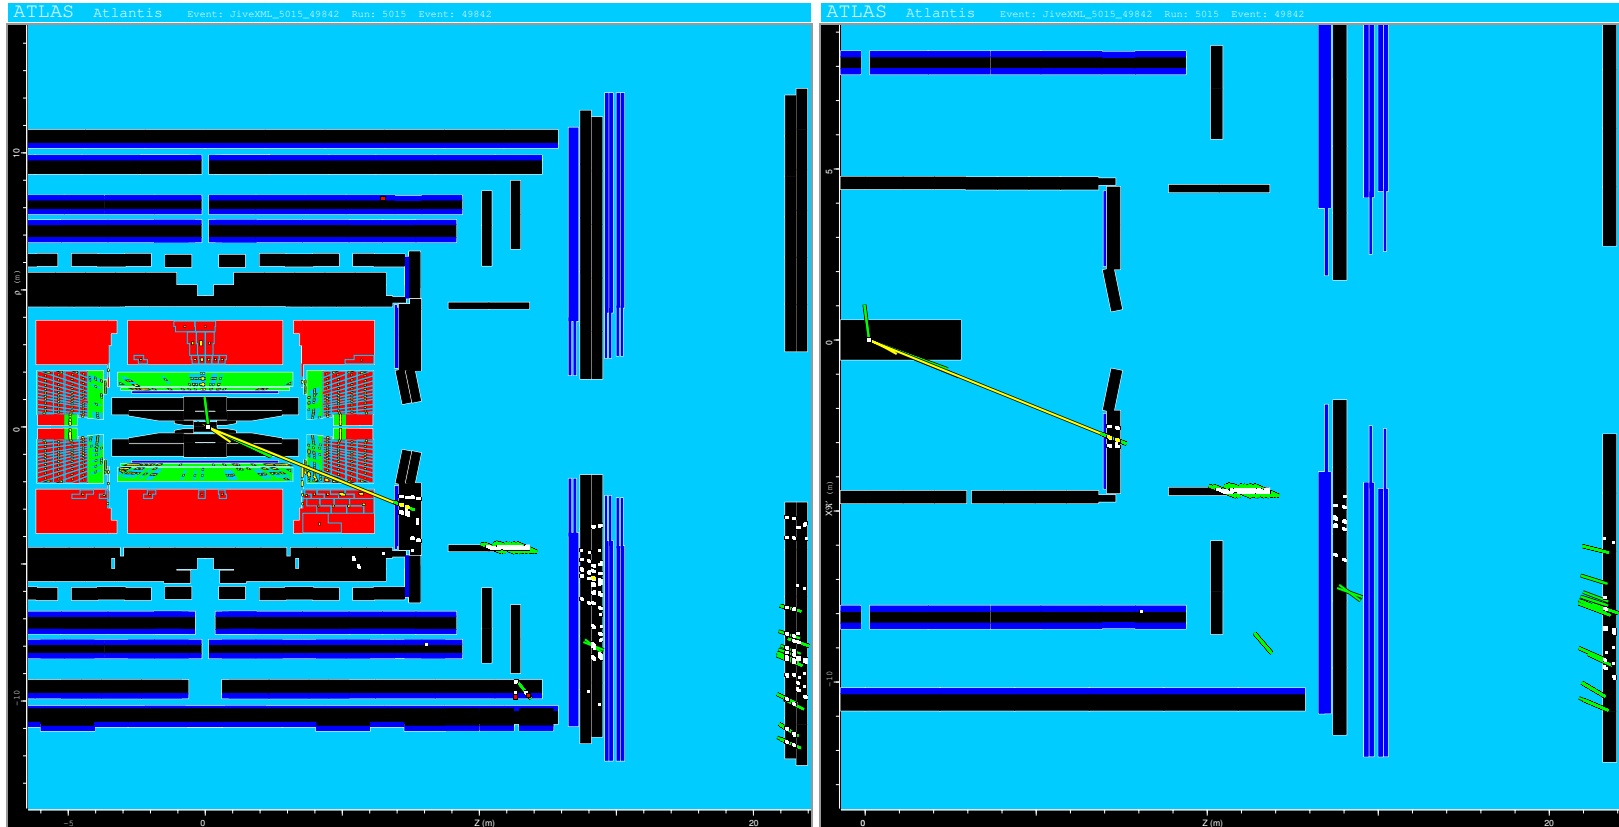 ATLAS Atlantis Event: JiveXML_5015_49842 Run: 5015 Event: 49842
10
ρ (m)
0
-10
-5 0 Z (m) 20
ATLAS Atlantis Event: JiveXML_5015_49842 Run: 5015 Event: 49842
5
0
(m)
-10
0 Z (m) 20